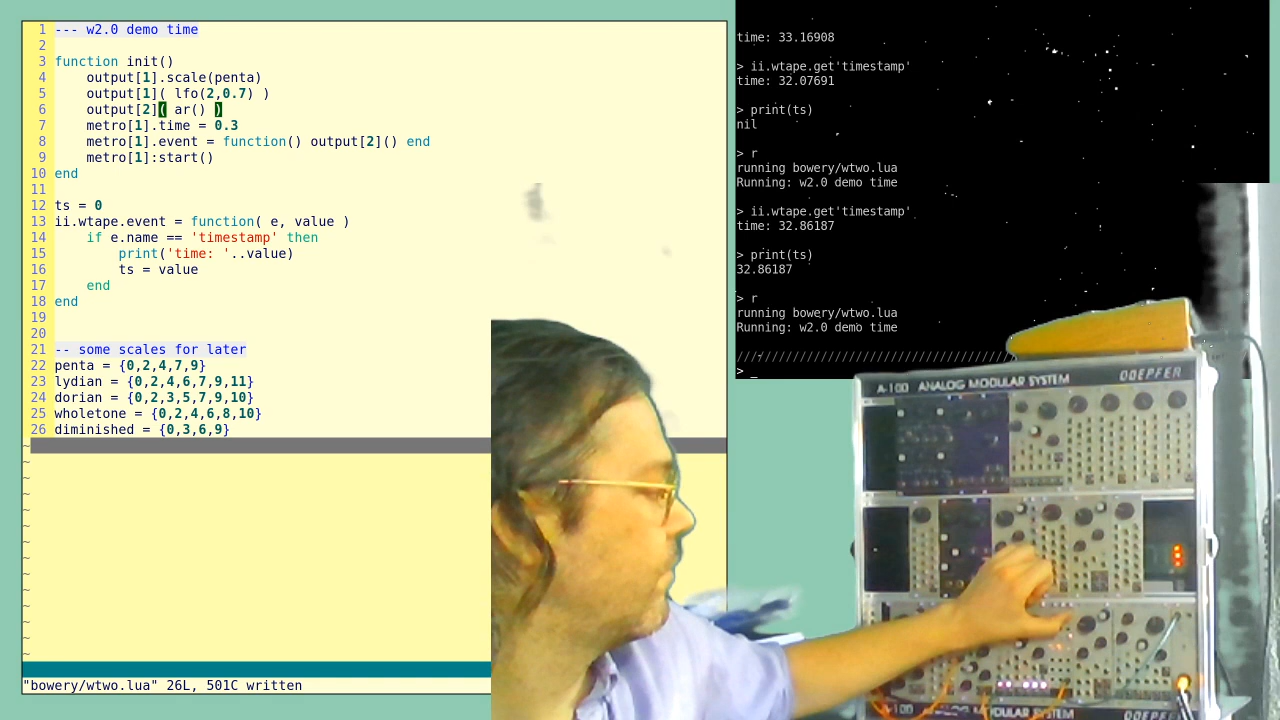 1 --- w2.0 demo time
2
3 function init()
4 output[1].scale(penta)
5 output[1]( lfo(2,0.7) )
6 output[2]( ar() )
7 metro[1].time = 0.3
8 metro[1].event = function() output[2]() end
9 metro[1]:start()
10 end
11
12 ts = 0
13 ii.wtape.event = function( e, value )
14 if e.name == 'timestamp' then
15 print('time: '..value)
16 ts = value
17 end
18 end
19
20
21 -- some scales for later
22 penta = {0,2,4,7,9}
23 lydian = {0,2,4,6,7,9,11}
24 dorian = {0,2,3,5,7,9,10}
25 wholetone = {0,2,4,6,8,10}
26 diminished = {0,3,6,9}
~
~
~
~
~
~
~
~
~
~
~
~
~
~
"bowery/wtwo.lua" 26L, 501C written
time: 33.16908
> ii.wtape.get'timestamp'
time: 32.07691
> print(ts)
nil
> r
running bowery/wtwo.lua
Running: w2.0 demo time
> ii.wtape.get'timestamp'
time: 32.86187
> print(ts)
32.86187
> r
running bowery/wtwo.lua
Running: w2.0 demo time
//////////////////////////////////////
> _
A-100 ANALOG MODULAR SYSTEM DOEPFER
A-100 ANALOG MODULAR SYSTEM DOEPFER